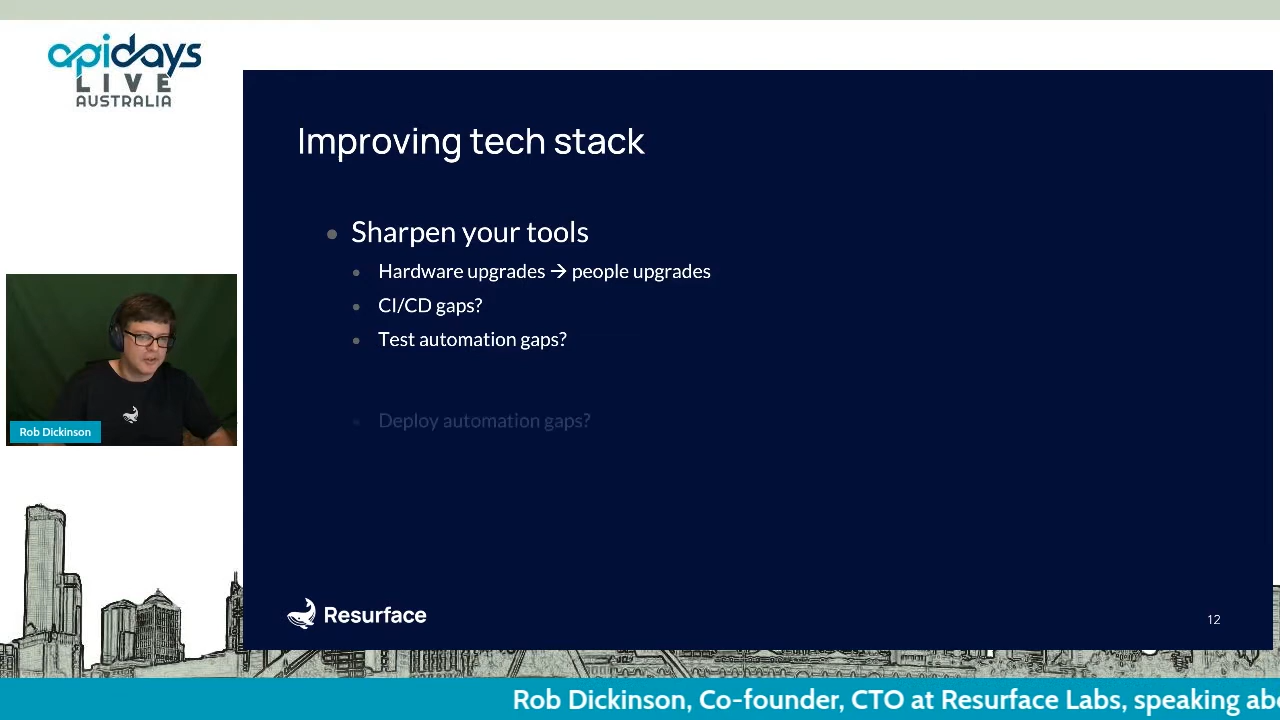 apidays
LIVE
AUSTRALIA
Improving tech stack
Sharpen your tools
Hardware upgrades → people upgrades
CI/CD gaps?
Test automation gaps?
Deploy automation gaps?
Rob Dickinson
Resurface
12
Rob Dickinson, Co-founder, CTO at Resurface Labs, speaking abo